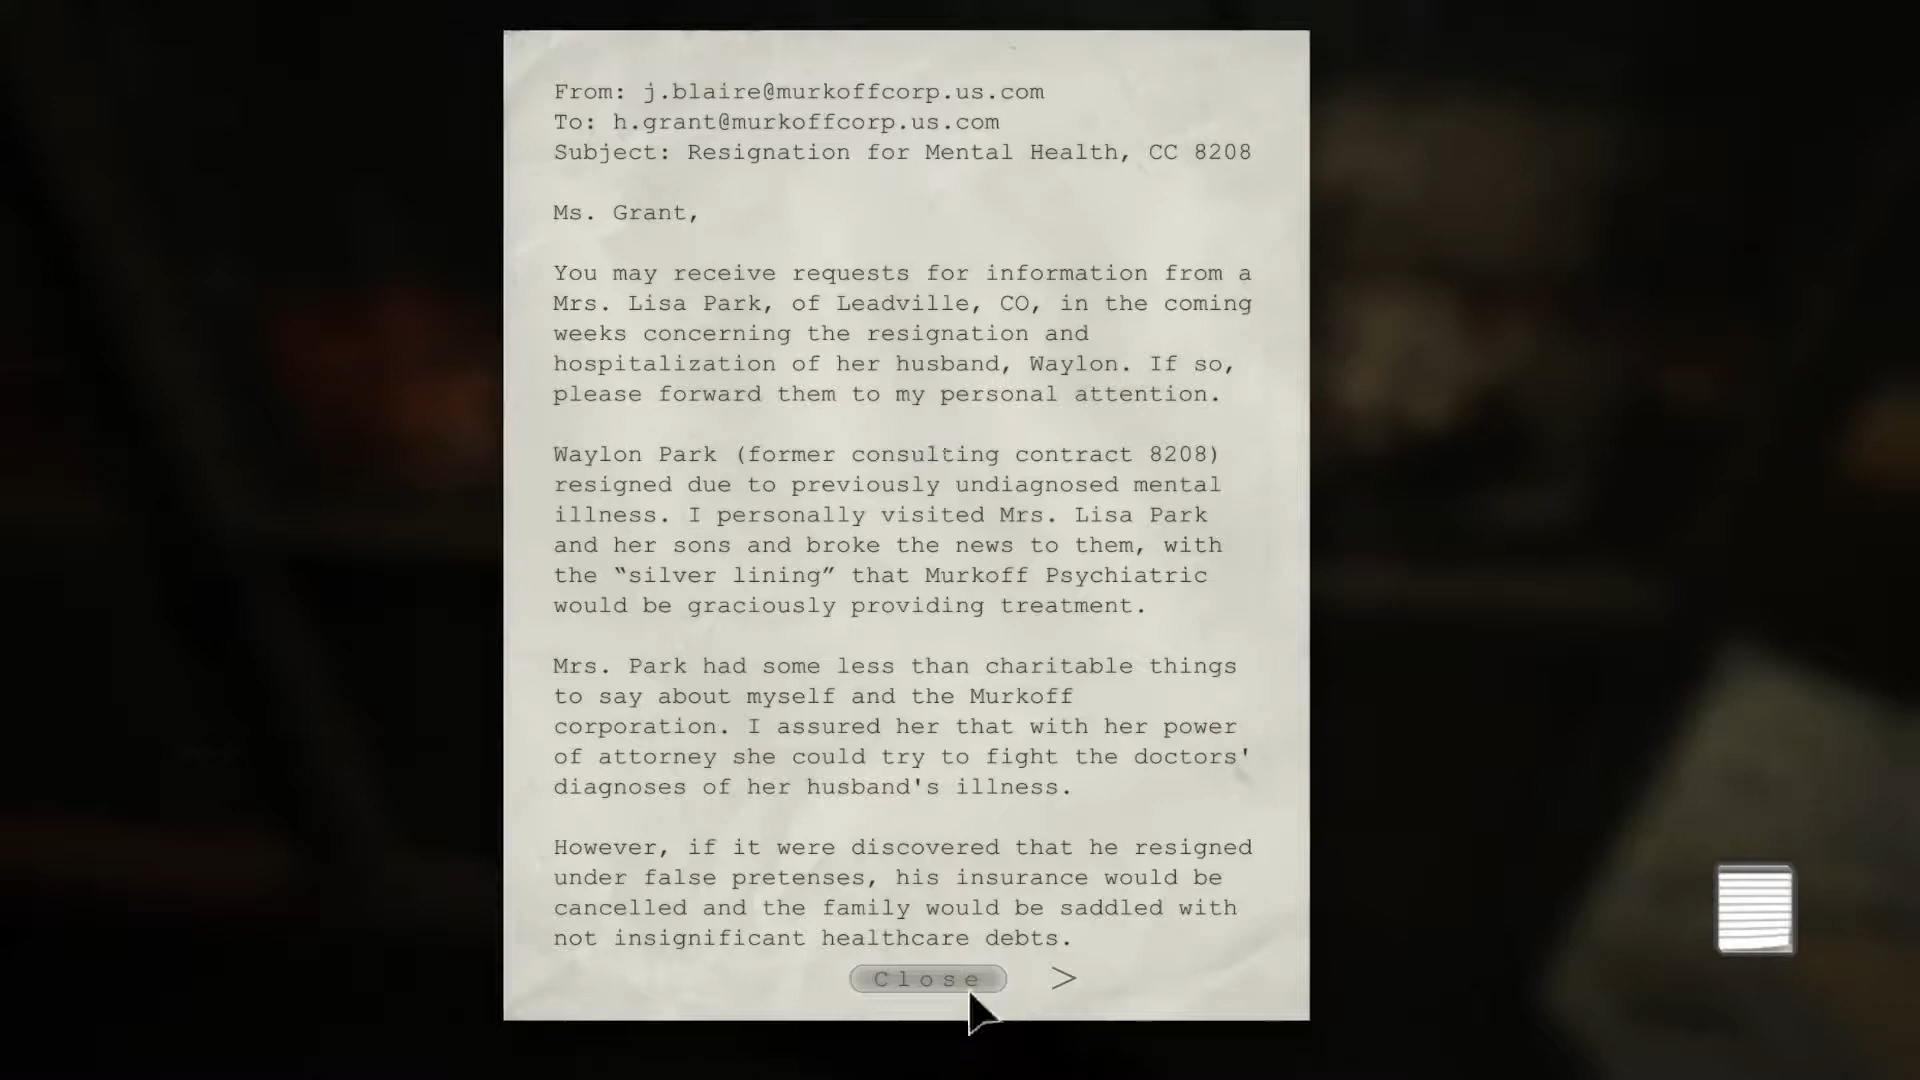 From: j.blaire@murkoffcorp.us.com
To: h.grant@murkoffcorp.us.com
Subject: Resignation for Mental Health, CC 8208
Ms. Grant,
You may receive requests for information from a
Mrs. Lisa Park, of Leadville, CO, in the coming
weeks concerning the resignation and
hospitalization of her husband, Waylon. If so,
please forward them to my personal attention.
Waylon Park (former consulting contract 8208)
resigned due to previously undiagnosed mental
illness. I personally visited Mrs. Lisa Park
and her sons and broke the news to them, with
the “silver lining” that Murkoff Psychiatric
would be graciously providing treatment.
Mrs. Park had some less than charitable things
to say about myself and the Murkoff
corporation. I assured her that with her power
of attorney she could try to fight the doctors'
diagnoses of her husband's illness.
However, if it were discovered that he resigned
under false pretenses, his insurance would be
cancelled and the family would be saddled with
not insignificant healthcare debts.
Close >